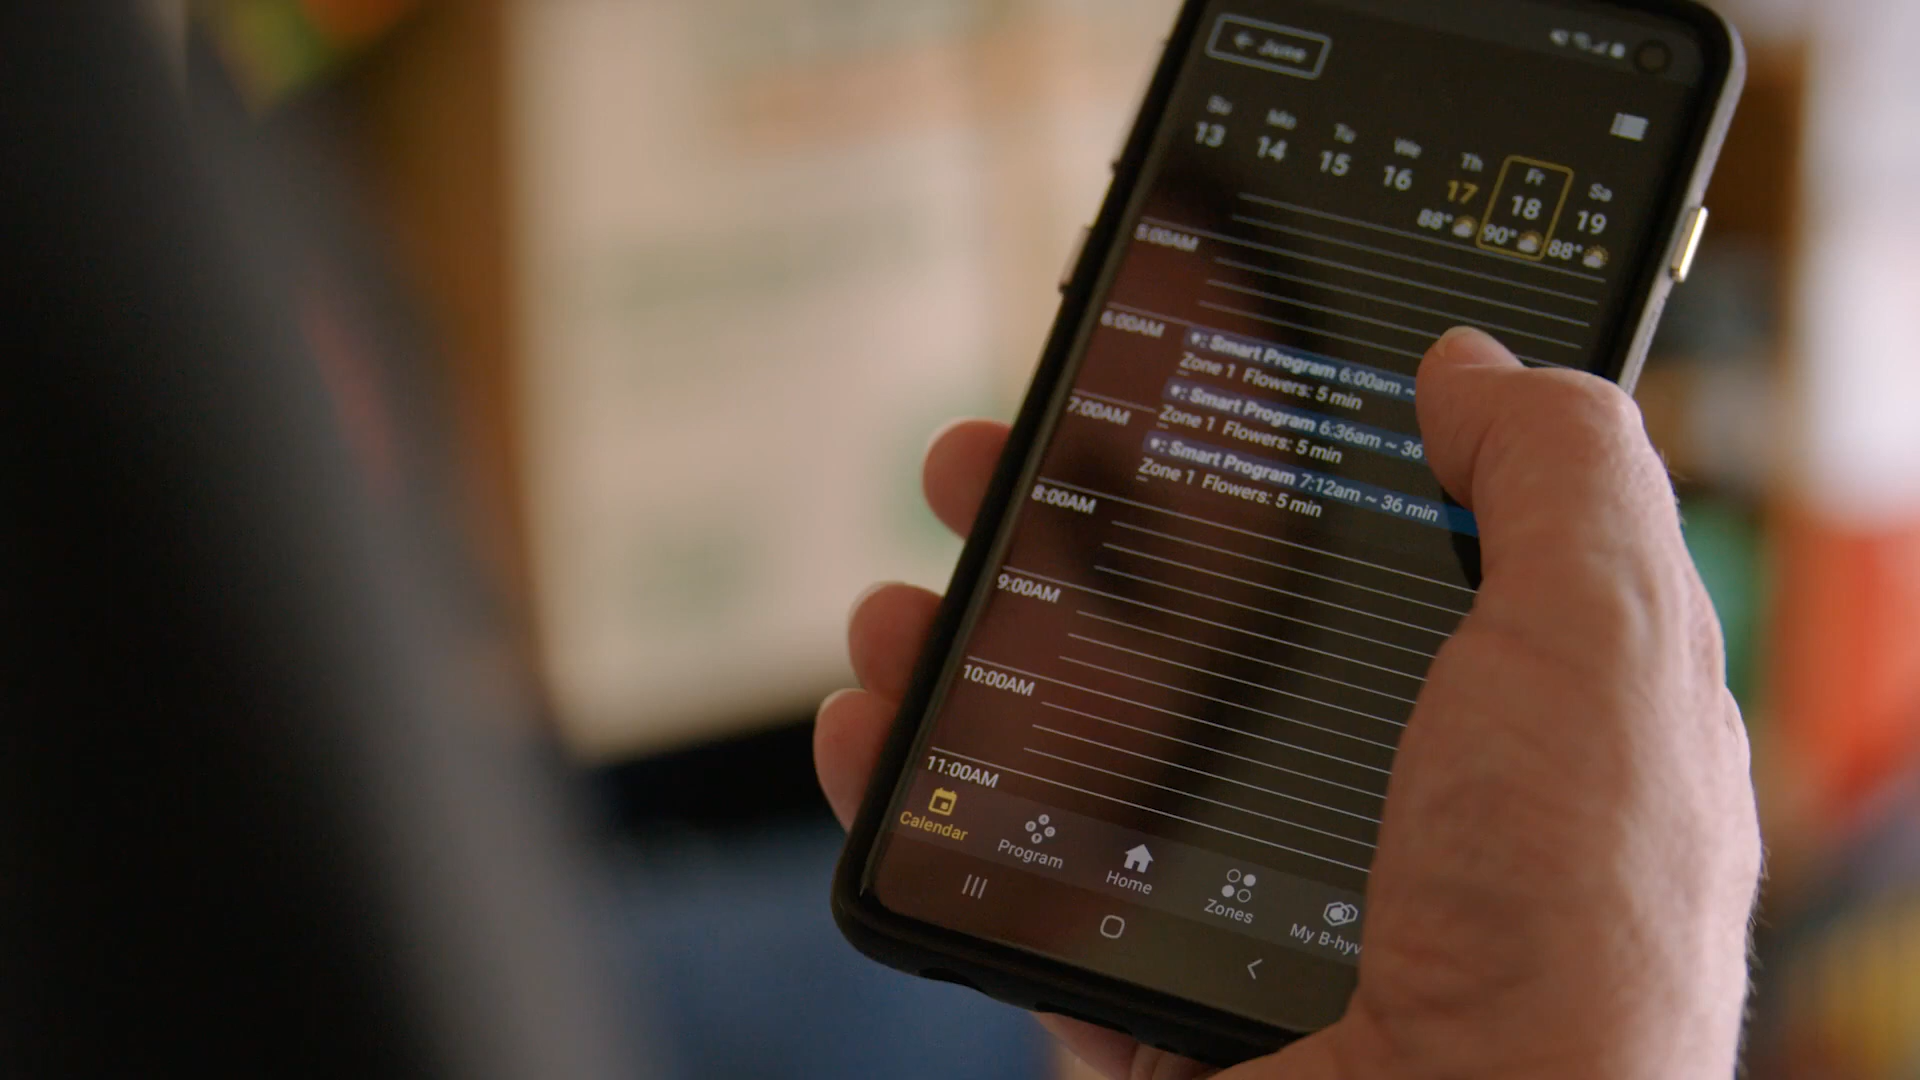 ← June
Su Mo Tu We Th Fr Sa
13 14 15 16 17 18 19
88° 90° 88°
5:00AM
6:00AM
Smart Program 6:00am ~
Zone 1 Flowers: 5 min
Smart Program 6:36am ~ 36
Zone 1 Flowers: 5 min
7:00AM
Smart Program 7:12am ~ 36 min
Zone 1 Flowers: 5 min
8:00AM
9:00AM
10:00AM
11:00AM
Calendar Program Home Zones My B-hyv